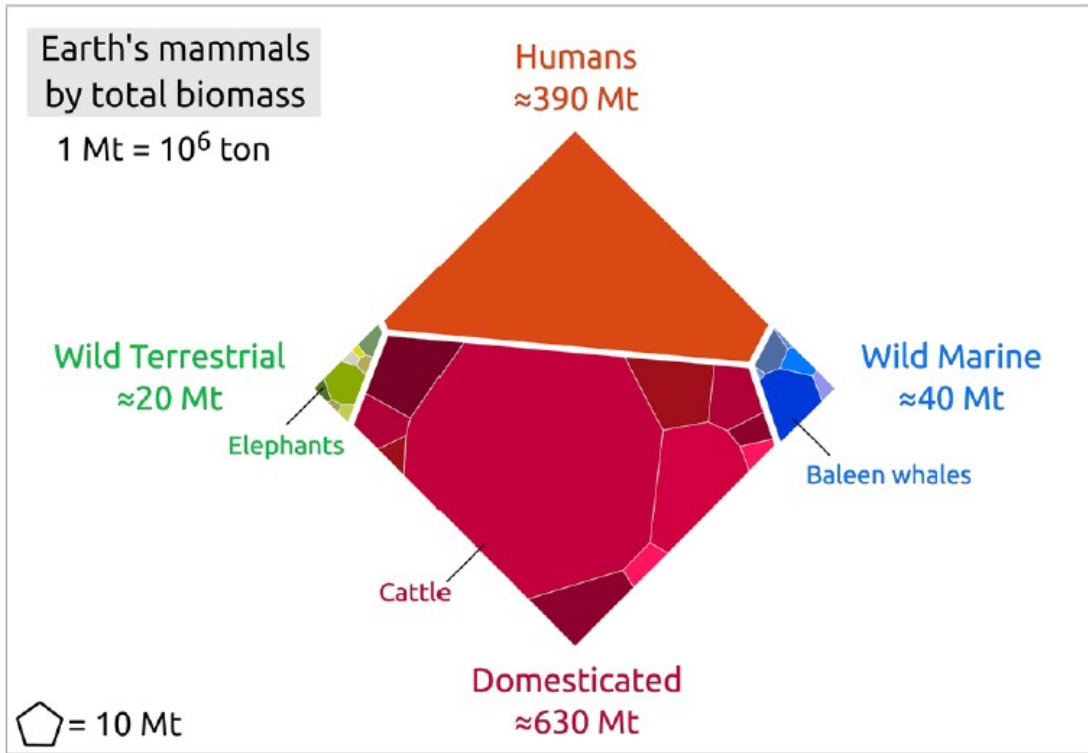 Earth's mammals
by total biomass
1 Mt = 10⁶ ton
Humans
≈390 Mt
Wild Terrestrial
≈20 Mt
Elephants
Wild Marine
≈40 Mt
Baleen whales
Cattle
Domesticated
≈630 Mt
= 10 Mt